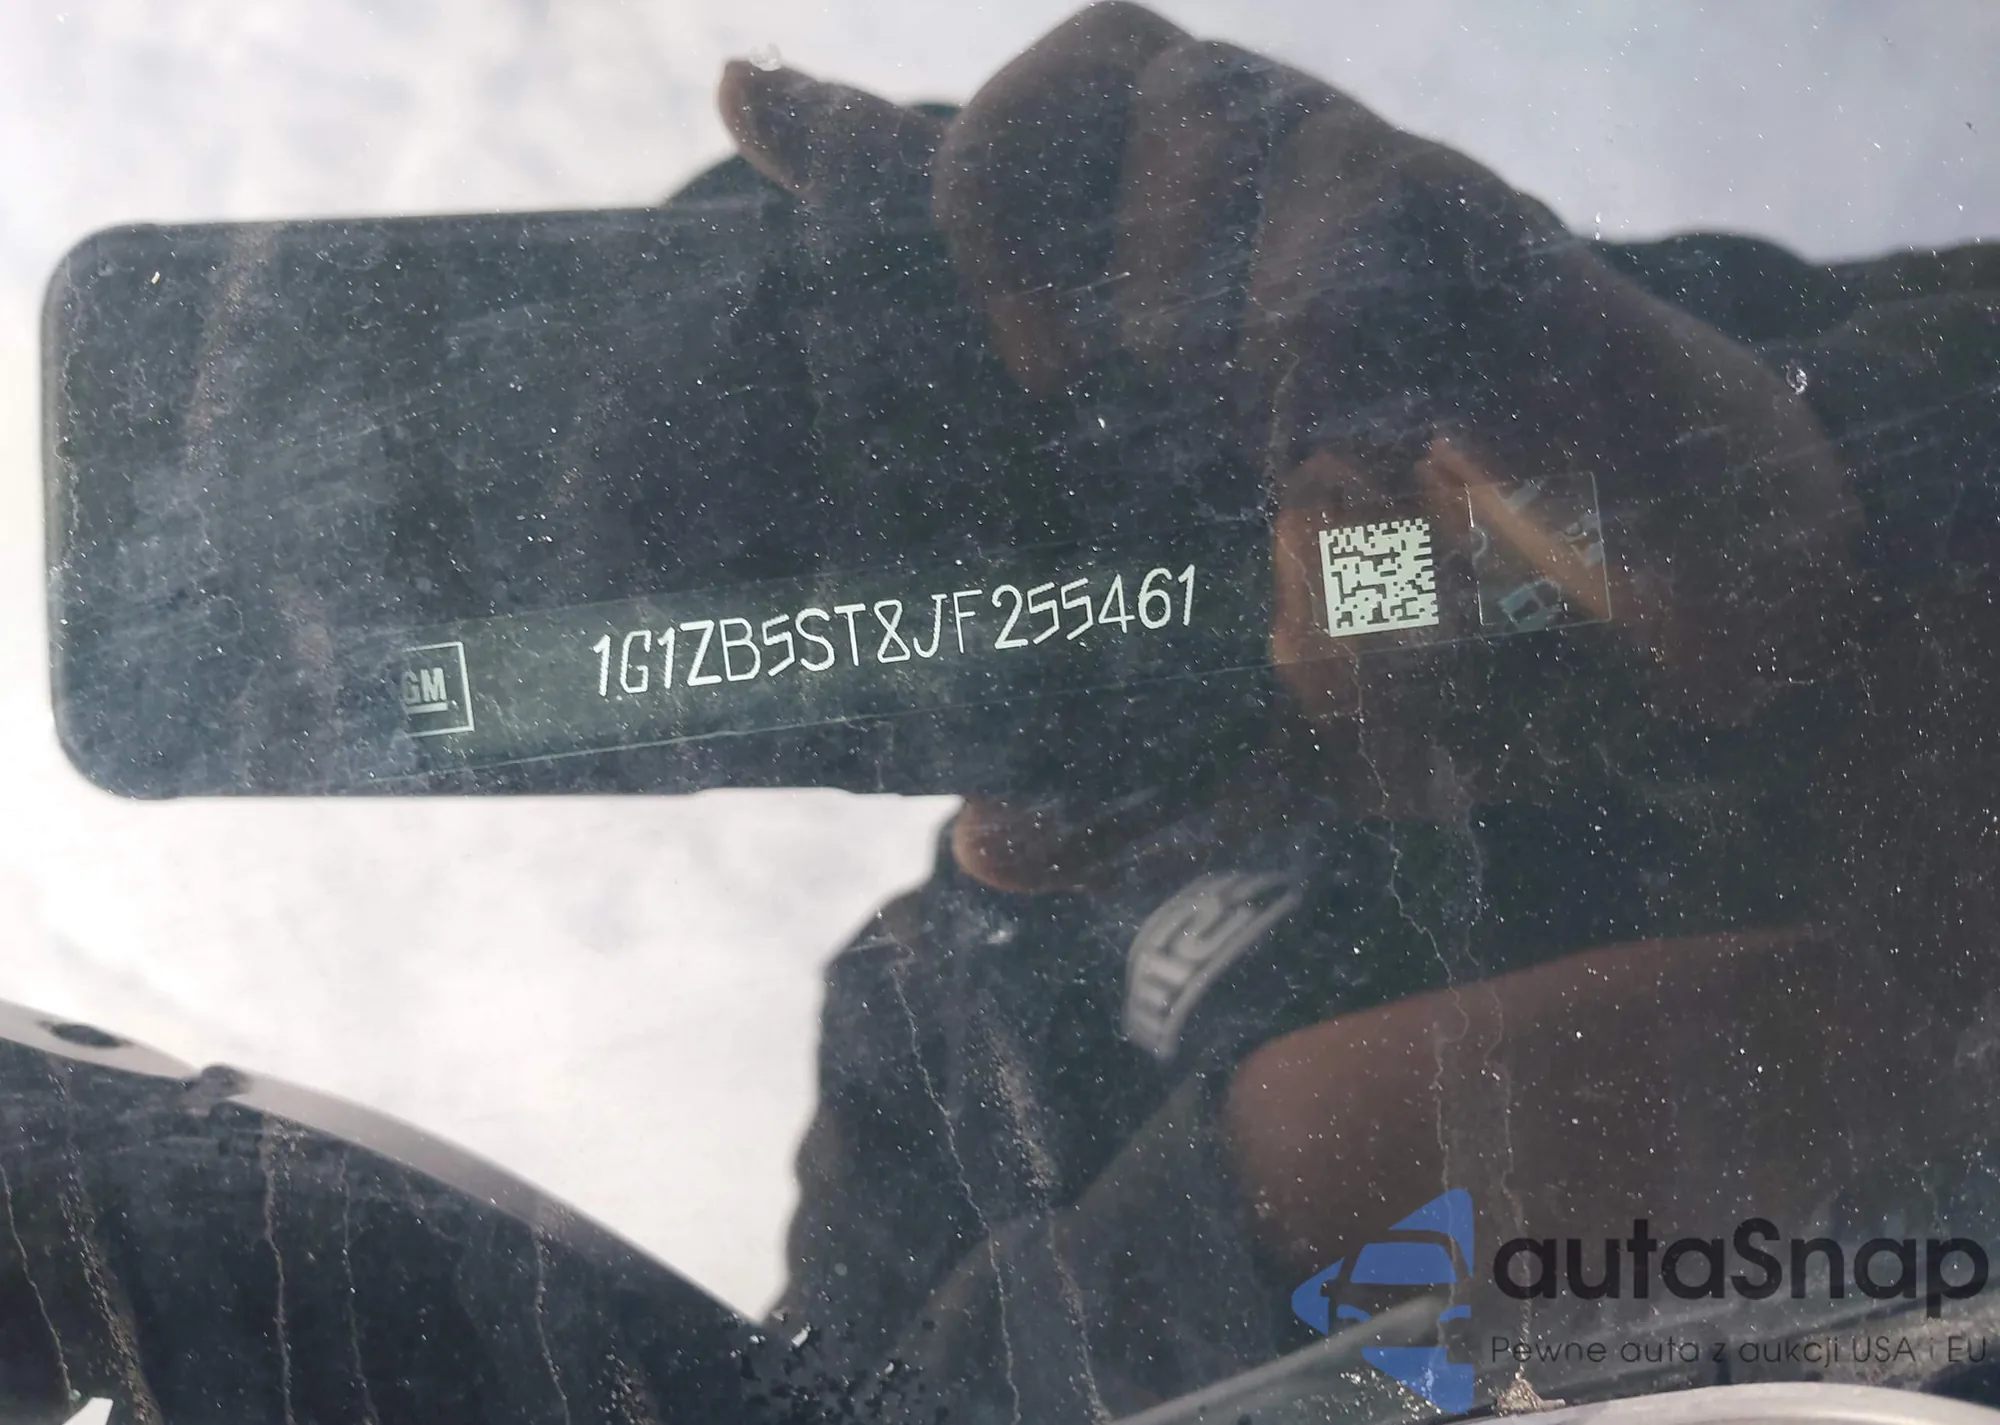 GM
1G1ZB5ST8JF255461
autaSnap
Pewne auta z aukcji USA i EU